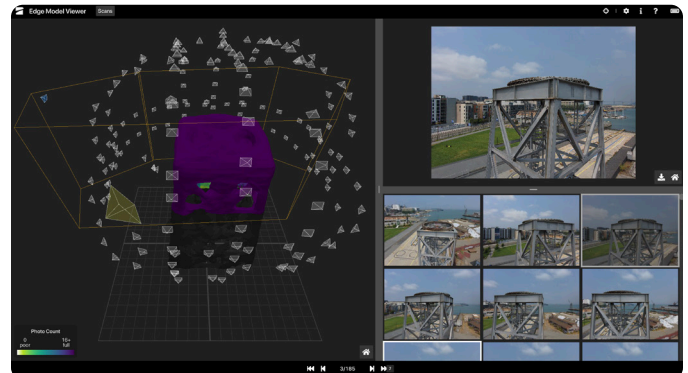 Edge Model Viewer
Scans
i
?
Photo Count
0
10+
poor
full
3/185